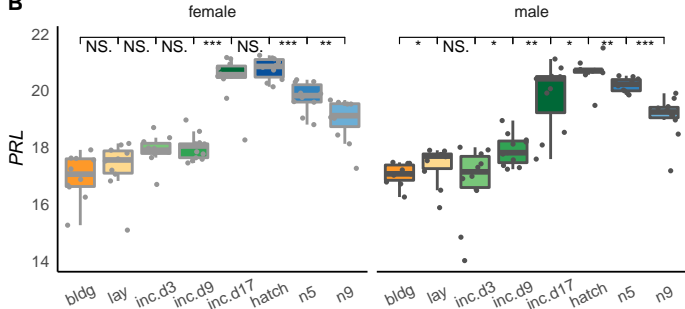 B
female male
NS. NS. NS. *** NS. *** ** * NS. * ** * ** ***
PRL
22
20
18
16
14
bldg lay inc.d3 inc.d9 inc.d17 hatch n5 n9 bldg lay inc.d3 inc.d9 inc.d17 hatch n5 n9